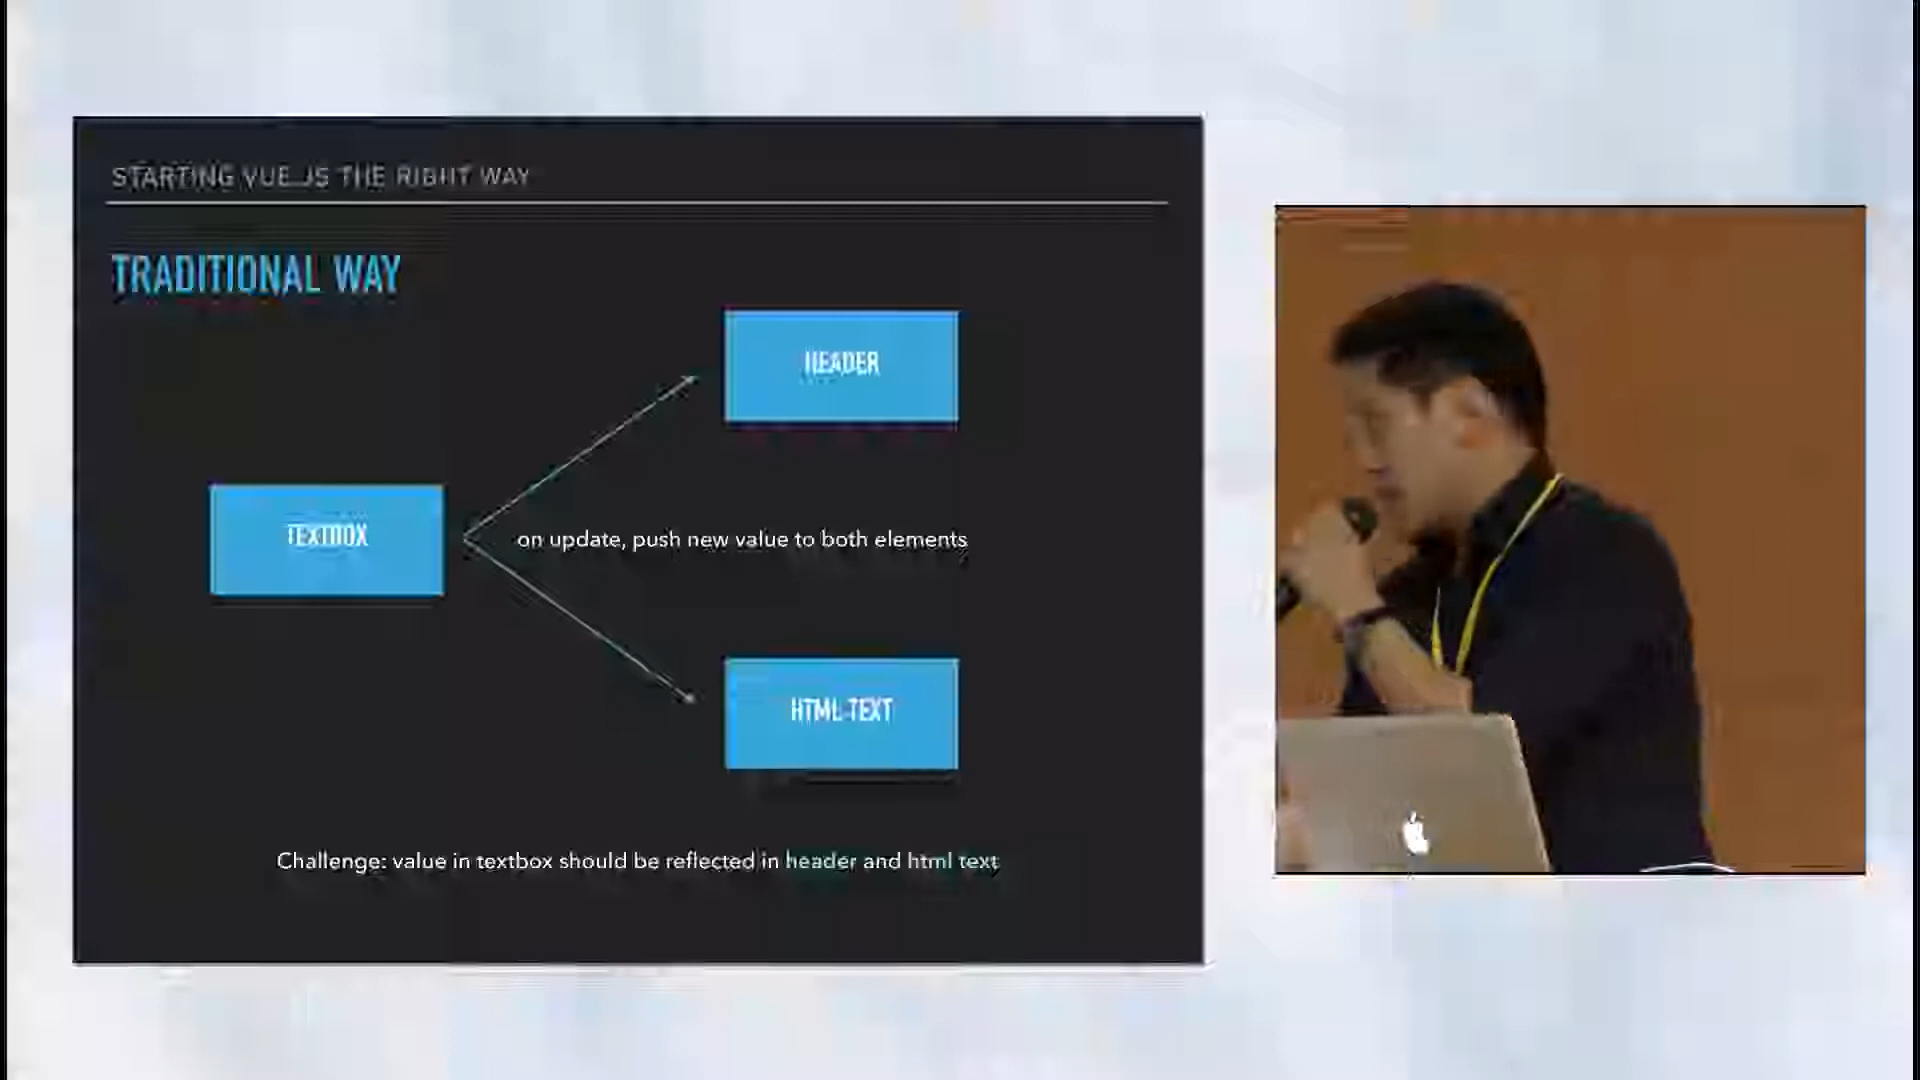 STARTING VUE.JS THE RIGHT WAY
TRADITIONAL WAY
HEADER
TEXTBOX
on update, push new value to both elements
HTML-TEXT
Challenge: value in textbox should be reflected in header and html text